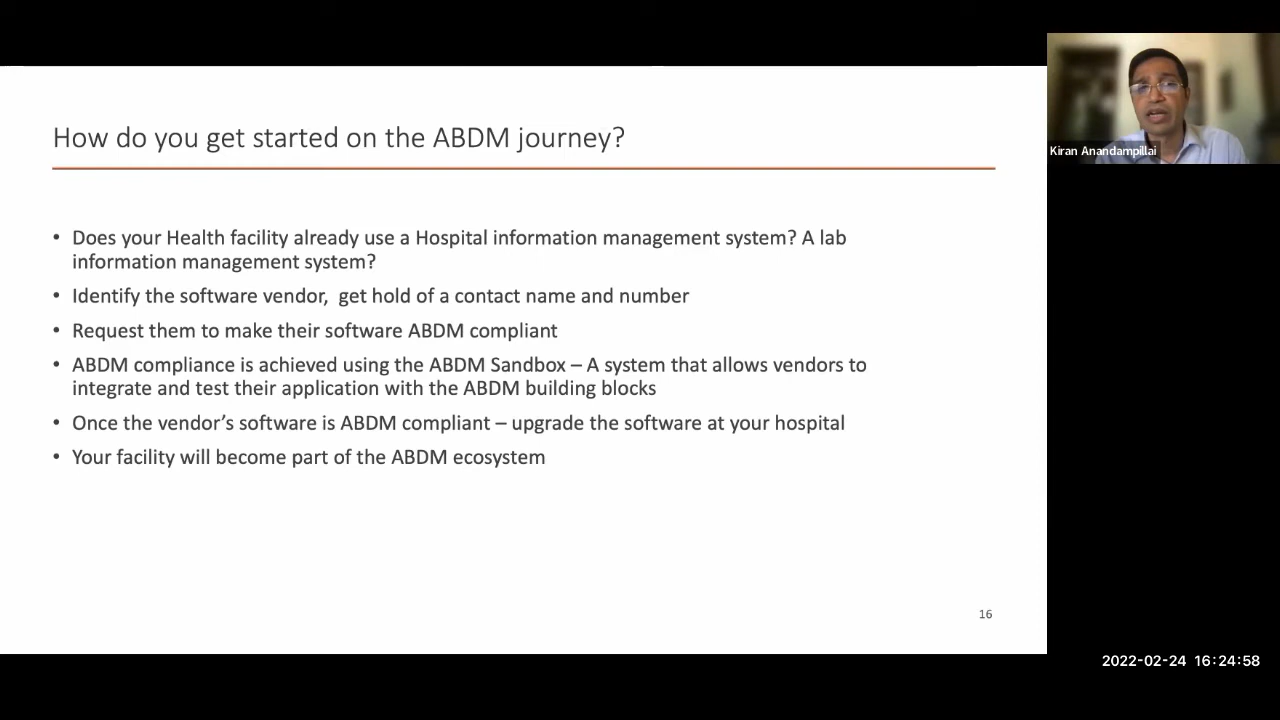 How do you get started on the ABDM journey?
• Does your Health facility already use a Hospital information management system? A lab
information management system?
• Identify the software vendor,  get hold of a contact name and number
• Request them to make their software ABDM compliant
• ABDM compliance is achieved using the ABDM Sandbox – A system that allows vendors to
integrate and test their application with the ABDM building blocks
• Once the vendor’s software is ABDM compliant – upgrade the software at your hospital
• Your facility will become part of the ABDM ecosystem
16
Kiran Anandampillai
2022-02-24 16:24:58